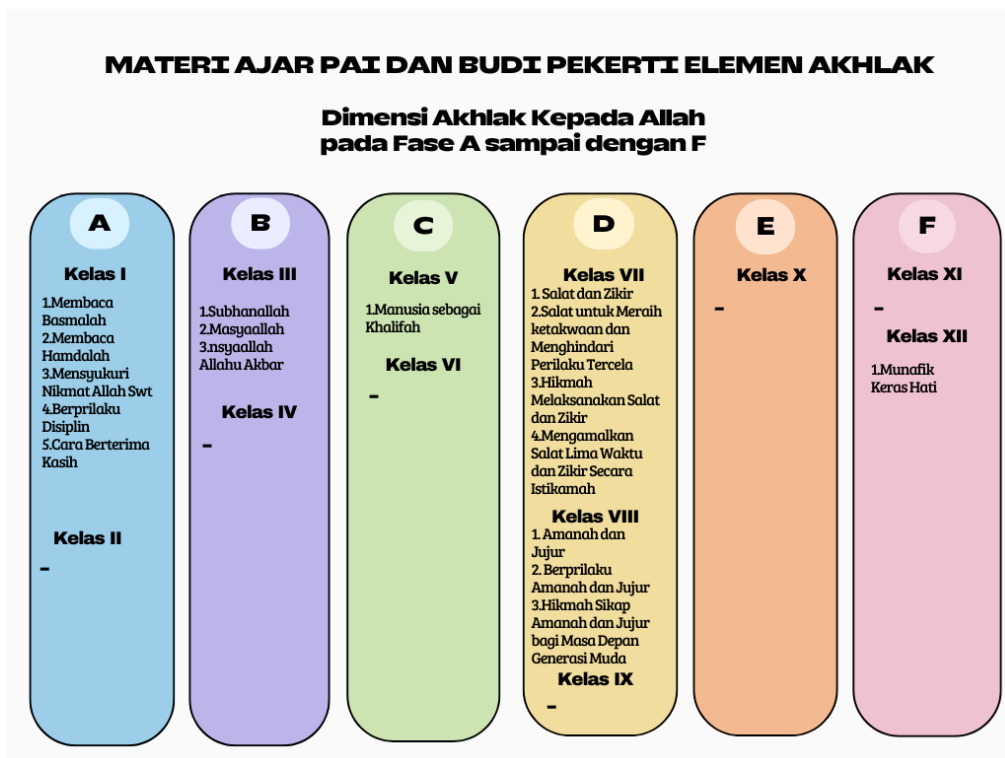 MATERI AJAR PAI DAN BUDI PEKERTI ELEMEN AKHLAK
Dimensi Akhlak Kepada Allah
pada Fase A sampai dengan F
A
Kelas I
1.Membaca
Basmalah
2.Membaca
Hamdalah
3.Mensyukuri
Nikmat Allah Swt
4.Berprilaku
Disiplin
5.Cara Berterima
Kasih
Kelas II
-
B
Kelas III
1.Subhanallah
2.Masyaallah
3.nsyaallah
Allahu Akbar
Kelas IV
-
C
Kelas V
1.Manusia sebagai
Khalifah
Kelas VI
-
D
Kelas VII
1. Salat dan Zikir
2.Salat untuk Meraih
ketakwaan dan
Menghindari
Perilaku Tercela
3.Hikmah
Melaksanakan Salat
dan Zikir
4.Mengamalkan
Salat Lima Waktu
dan Zikir Secara
Istikamah
Kelas VIII
1. Amanah dan
Jujur
2. Berprilaku
Amanah dan Jujur
3.Hikmah Sikap
Amanah dan Jujur
bagi Masa Depan
Generasi Muda
Kelas IX
-
E
Kelas X
-
F
Kelas XI
-
Kelas XII
1.Munafik
Keras Hati